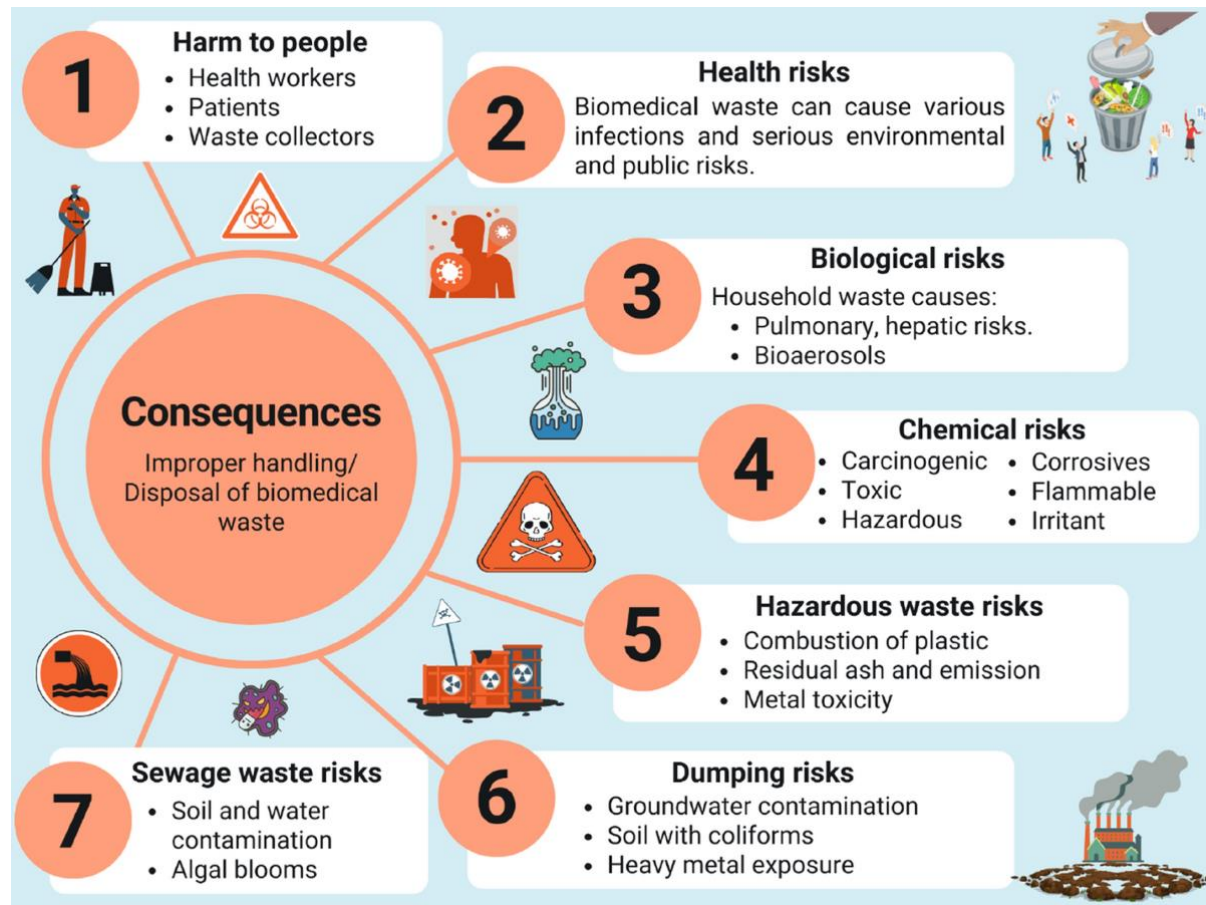 1
Harm to people
• Health workers
• Patients
• Waste collectors
2
Health risks
Biomedical waste can cause various
infections and serious environmental
and public risks.
3
Biological risks
Household waste causes:
• Pulmonary, hepatic risks.
• Bioaerosols
Consequences
Improper handling/
Disposal of biomedical
waste
4
Chemical risks
• Carcinogenic • Corrosives
• Toxic • Flammable
• Hazardous • Irritant
5
Hazardous waste risks
• Combustion of plastic
• Residual ash and emission
• Metal toxicity
6
Dumping risks
• Groundwater contamination
• Soil with coliforms
• Heavy metal exposure
7
Sewage waste risks
• Soil and water
contamination
• Algal blooms